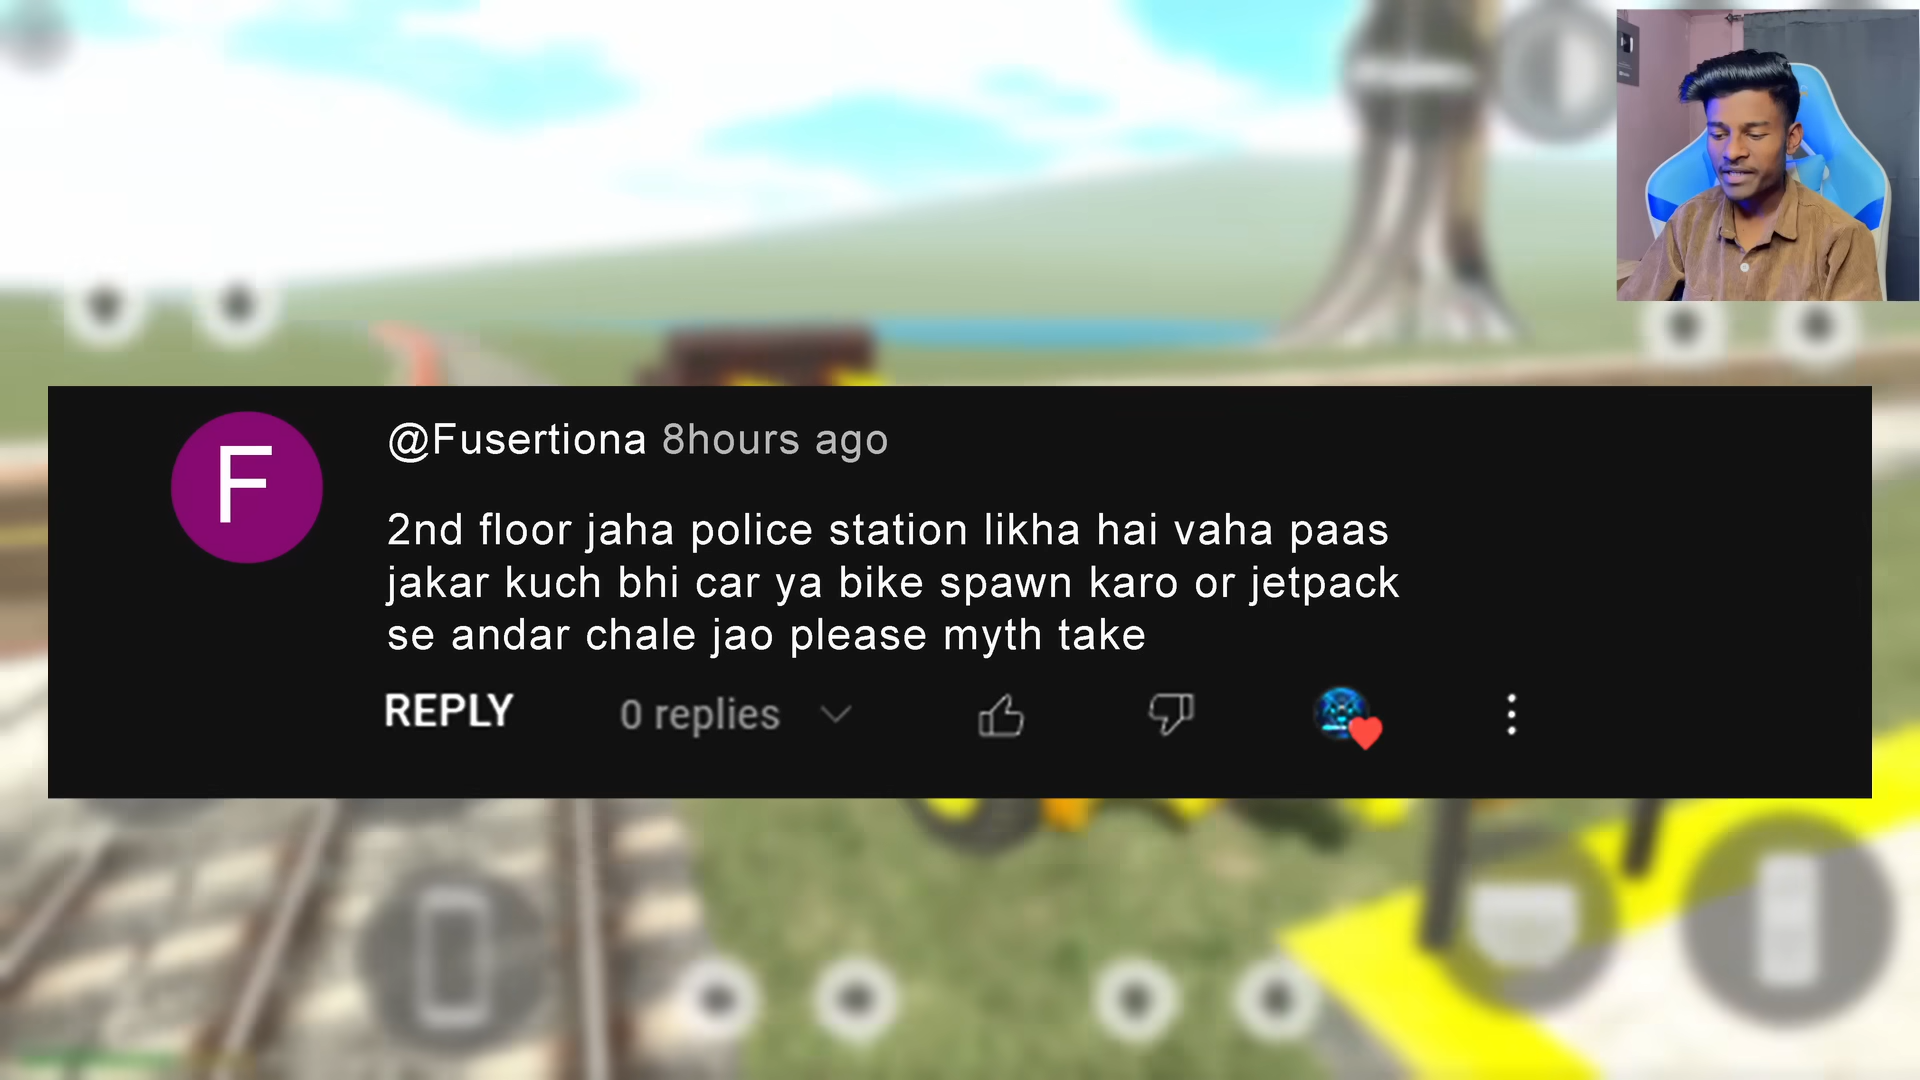 @Fusertiona 8hours ago
2nd floor jaha police station likha hai vaha paas
jakar kuch bhi car ya bike spawn karo or jetpack
se andar chale jao please myth take
REPLY 0 replies
F